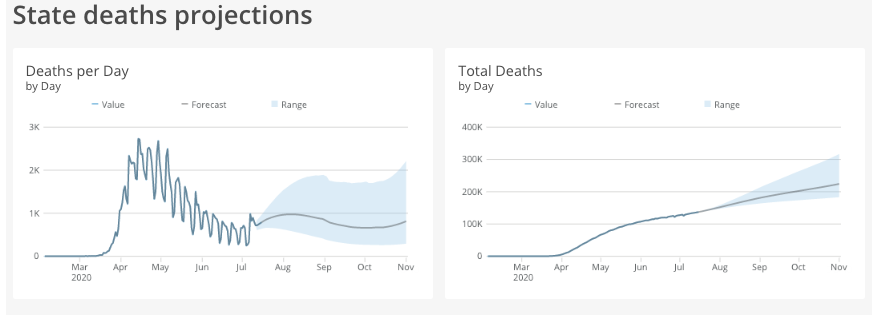 State deaths projections
Deaths per Day
by Day
Value Forecast Range
3K
2K
1K
0
Mar Apr May Jun Jul Aug Sep Oct Nov
2020
Total Deaths
by Day
Value Forecast Range
400K
300K
200K
100K
0
Mar Apr May Jun Jul Aug Sep Oct Nov
2020